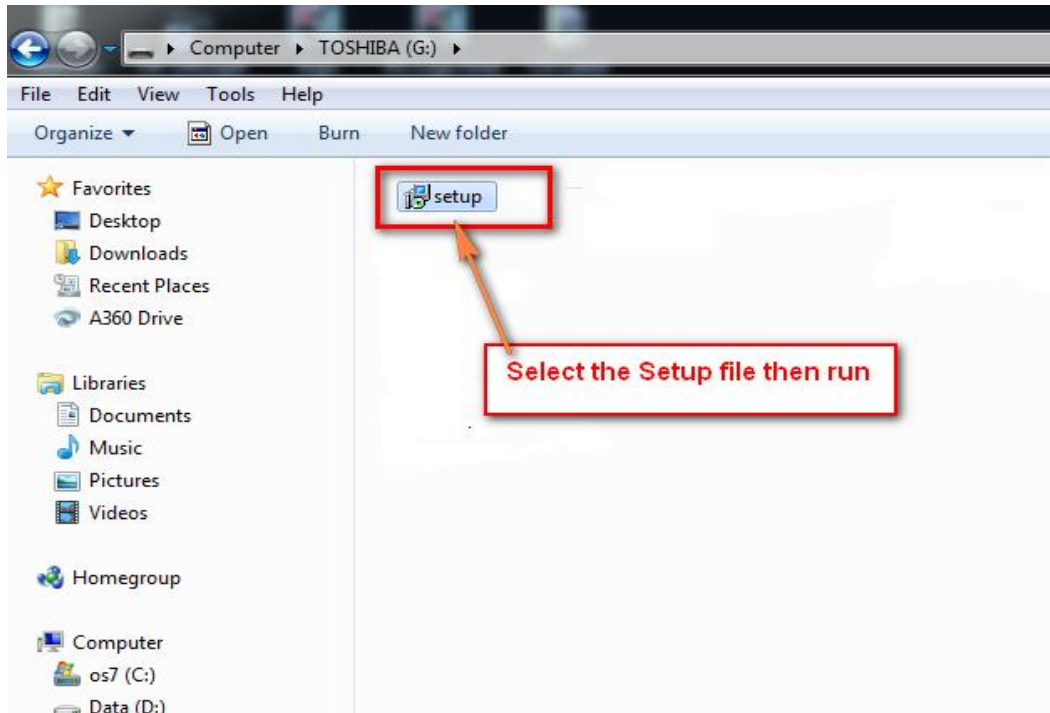 Computer TOSHIBA (G:)
File Edit View Tools Help
Organize Open Burn New folder
Favorites
Desktop
Downloads
Recent Places
A360 Drive
Libraries
Documents
Music
Pictures
Videos
Homegroup
Computer
os7 (C:)
Data (D:)
setup
Select the Setup file then run